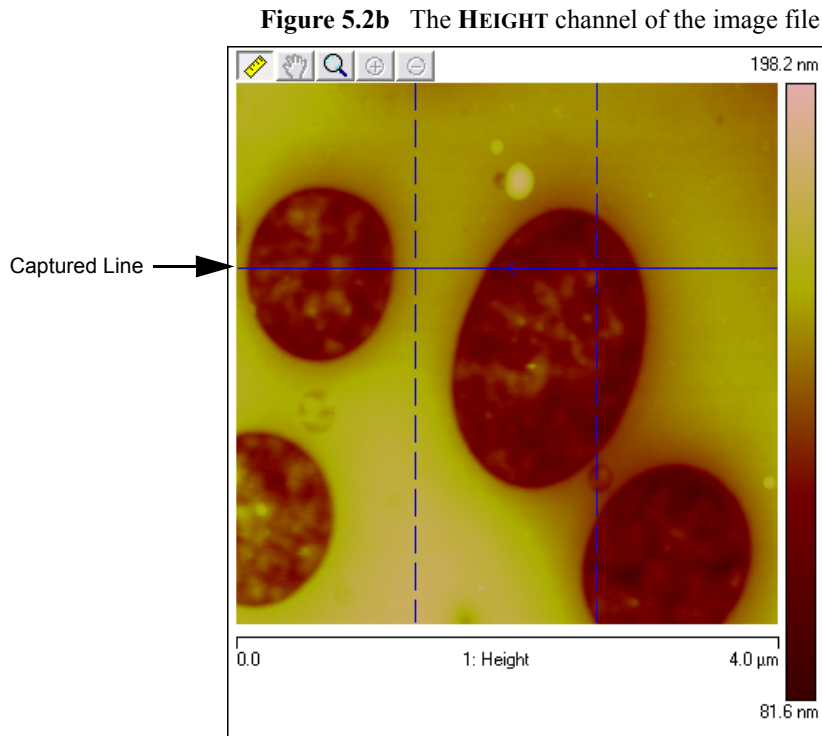 Figure 5.2b The HEIGHT channel of the image file
198.2 nm
Captured Line
0.0 1: Height 4.0 µm
81.6 nm